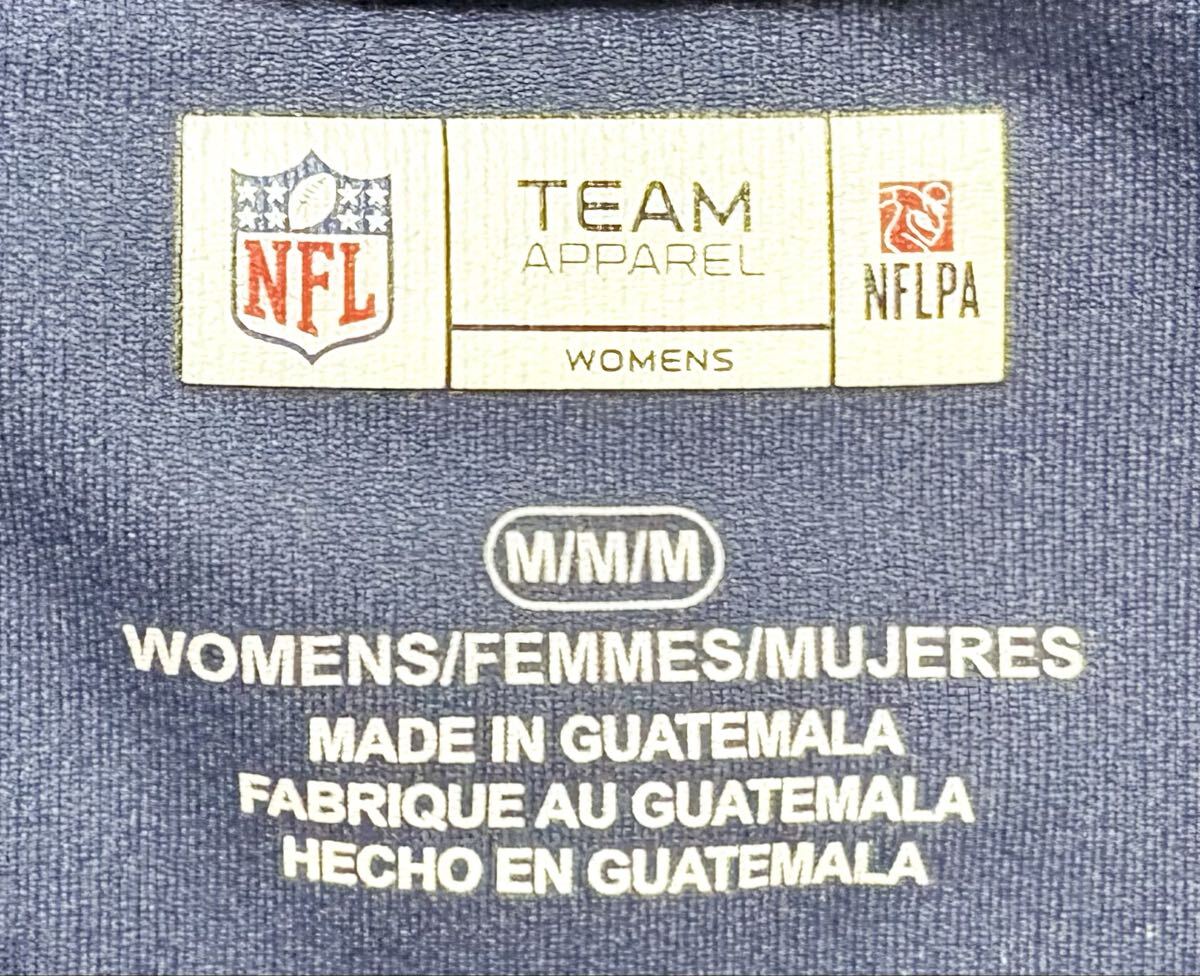 NFL
TEAM
APPAREL
WOMENS
NFLPA
M/M/M
WOMENS/FEMMES/MUJERES
MADE IN GUATEMALA
FABRIQUE AU GUATEMALA
HECHO EN GUATEMALA